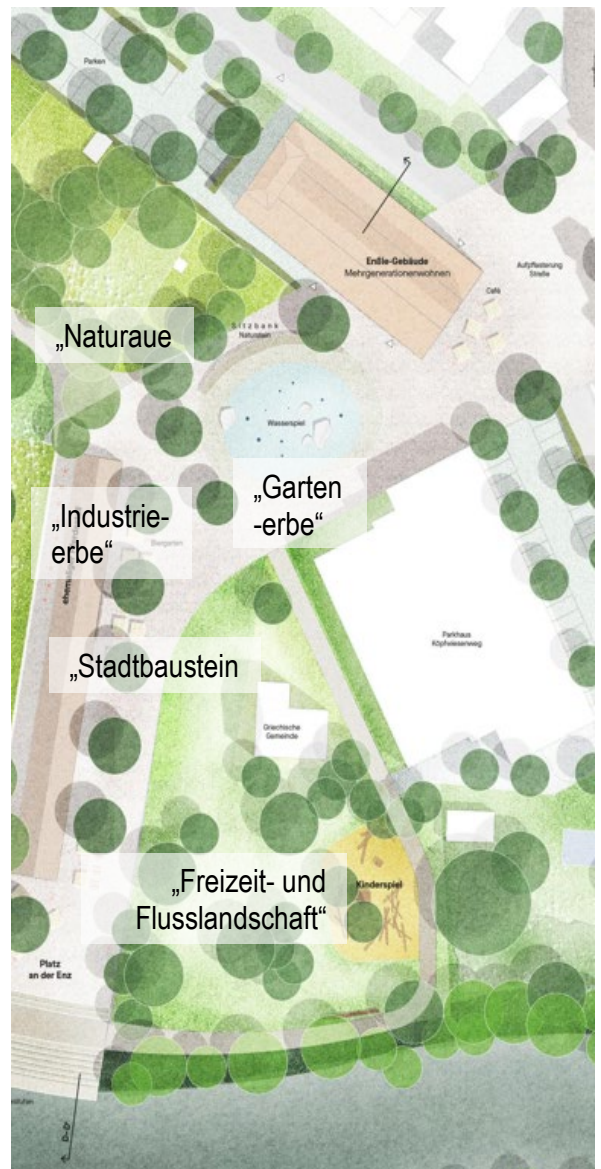 Parken
Enßle-Gebäude
Mehrgenerationenwohnen
Aufpflasterung
Straße
Café
Sitzbank
Naturstein
„Naturaue
Wasserspiel
„Garten
-erbe“
„Industrie-
erbe“
Biergarten
„Stadtbaustein
Parkhaus
Köpfwiesenweg
Griechische
Gemeinde
„Freizeit- und
Flusslandschaft“
Kinderspiel
Platz
an der Enz